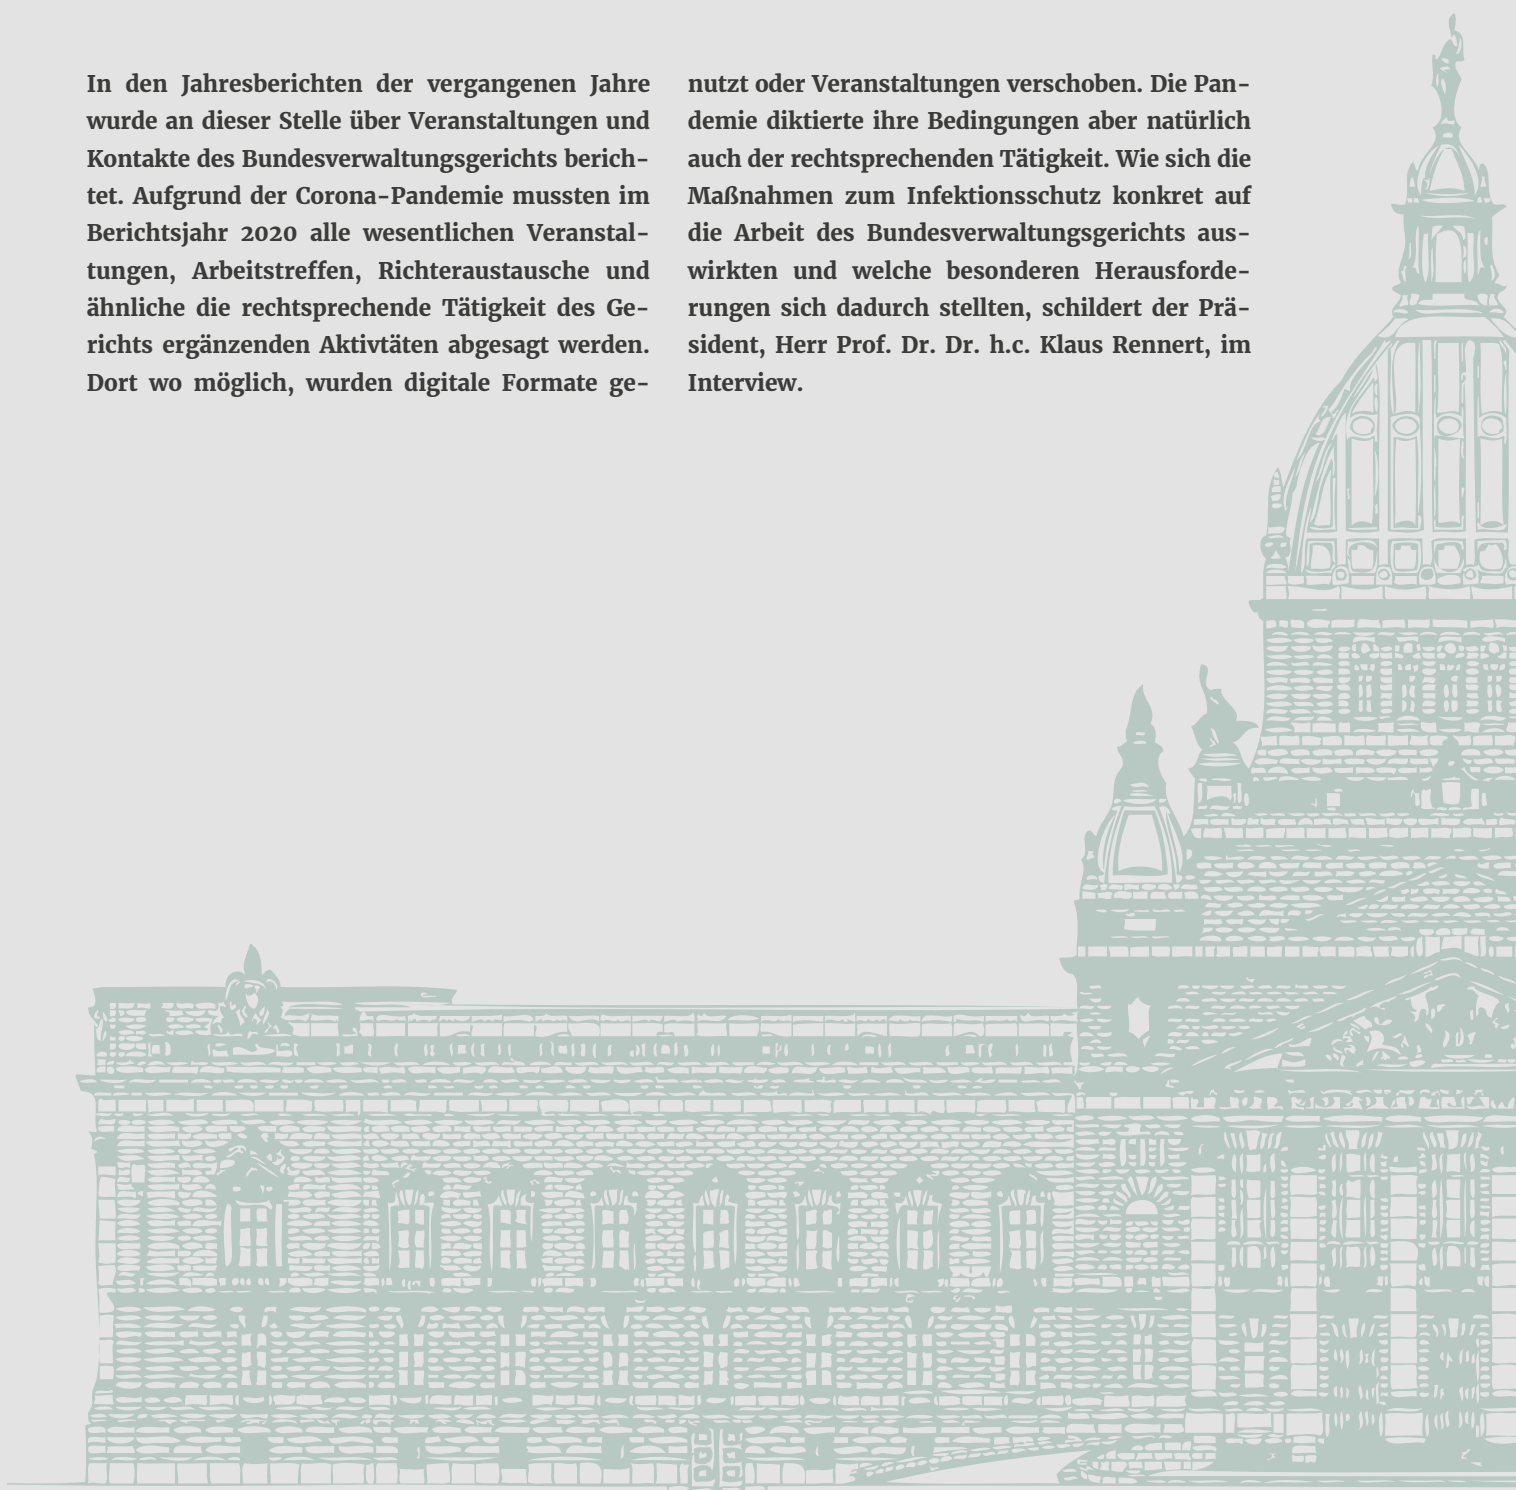 In den Jahresberichten der vergangenen Jahre
wurde an dieser Stelle über Veranstaltungen und
Kontakte des Bundesverwaltungsgerichts berich-
tet. Aufgrund der Corona-Pandemie mussten im
Berichtsjahr 2020 alle wesentlichen Veranstal-
tungen, Arbeitstreffen, Richteraustausche und
ähnliche die rechtsprechende Tätigkeit des Ge-
richts ergänzenden Aktivtäten abgesagt werden.
Dort wo möglich, wurden digitale Formate ge-
nutzt oder Veranstaltungen verschoben. Die Pan-
demie diktierte ihre Bedingungen aber natürlich
auch der rechtsprechenden Tätigkeit. Wie sich die
Maßnahmen zum Infektionsschutz konkret auf
die Arbeit des Bundesverwaltungsgerichts aus-
wirkten und welche besonderen Herausforde-
rungen sich dadurch stellten, schildert der Prä-
sident, Herr Prof. Dr. Dr. h.c. Klaus Rennert, im
Interview.